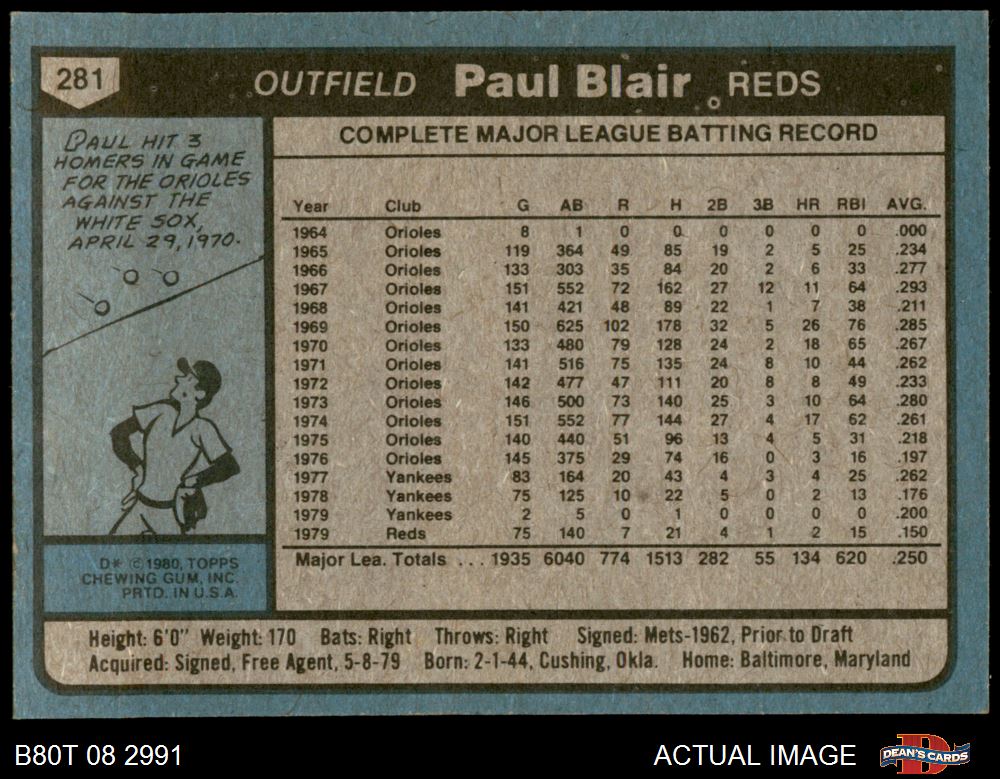 281 OUTFIELD Paul Blair REDS
PAUL HIT 3
HOMERS IN GAME
FOR THE ORIOLES
AGAINST THE
WHITE SOX,
APRIL 29, 1970.
COMPLETE MAJOR LEAGUE BATTING RECORD
Year Club G AB R H 2B 3B HR RBI AVG.
1964 Orioles 8 1 0 0 0 0 0 0 .000
1965 Orioles 119 364 49 85 19 2 5 25 .234
1966 Orioles 133 303 35 84 20 2 6 33 .277
1967 Orioles 151 552 72 162 27 12 11 64 .293
1968 Orioles 141 421 48 89 22 1 7 38 .211
1969 Orioles 150 625 102 178 32 5 26 76 .285
1970 Orioles 133 480 79 128 24 2 18 65 .267
1971 Orioles 141 516 75 135 24 8 10 44 .262
1972 Orioles 142 477 47 111 20 8 8 49 .233
1973 Orioles 146 500 73 140 25 3 10 64 .280
1974 Orioles 151 552 77 144 27 4 17 62 .261
1975 Orioles 140 440 51 96 13 4 5 31 .218
1976 Orioles 145 375 29 74 16 0 3 16 .197
1977 Yankees 83 164 20 43 4 3 4 25 .262
1978 Yankees 75 125 10 22 5 0 2 13 .176
1979 Yankees 2 5 0 1 0 0 0 0 .200
1979 Reds 75 140 7 21 4 1 2 15 .150
Major Lea. Totals ... 1935 6040 774 1513 282 55 134 620 .250
D* © 1980, TOPPS
CHEWING GUM, INC.
PRTD. IN U.S.A.
Height: 6'0" Weight: 170 Bats: Right Throws: Right Signed: Mets-1962, Prior to Draft
Acquired: Signed, Free Agent, 5-8-79 Born: 2-1-44, Cushing, Okla. Home: Baltimore, Maryland
B80T 08 2991 ACTUAL IMAGE DEAN'S CARDS